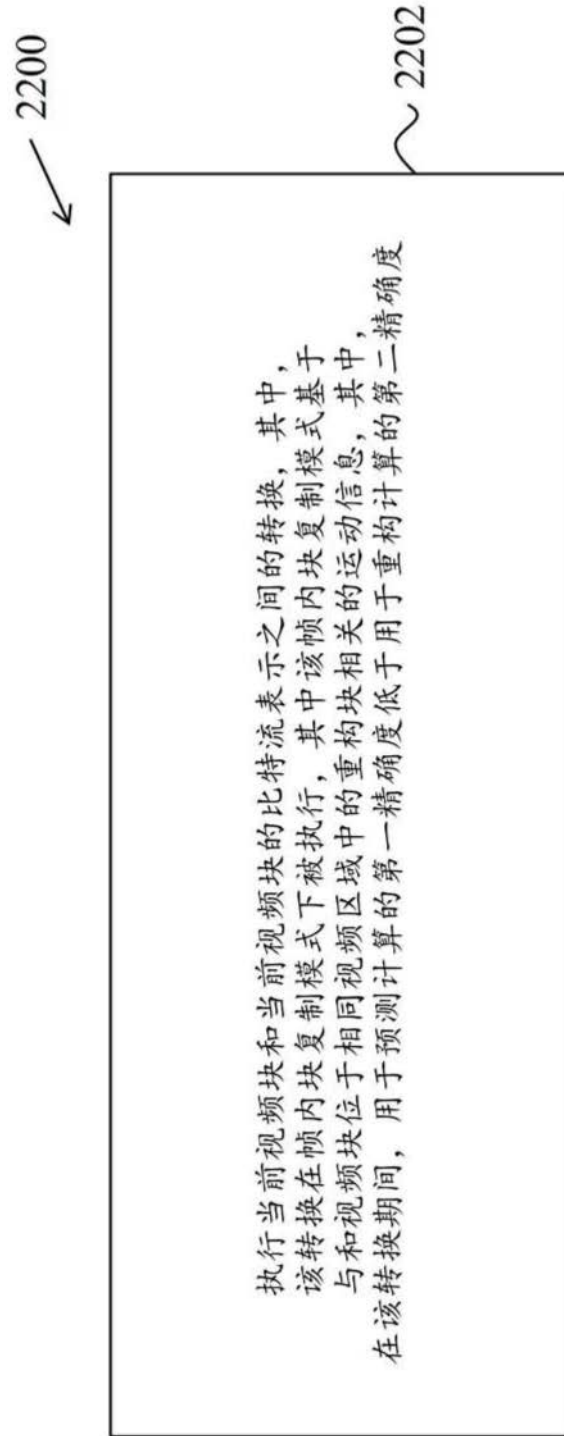 2200
2202
执行当前视频块和当前视频块的比特流表示之间的转换，其中，
该转换在帧内块复制模式下被执行，其中该帧内块复制模式基于
与和视频块位于相同视频区域中的重构块相关的运动信息，其中，
在该转换期间，用于预测计算的第一精确度低于用于重构计算的第二精确度